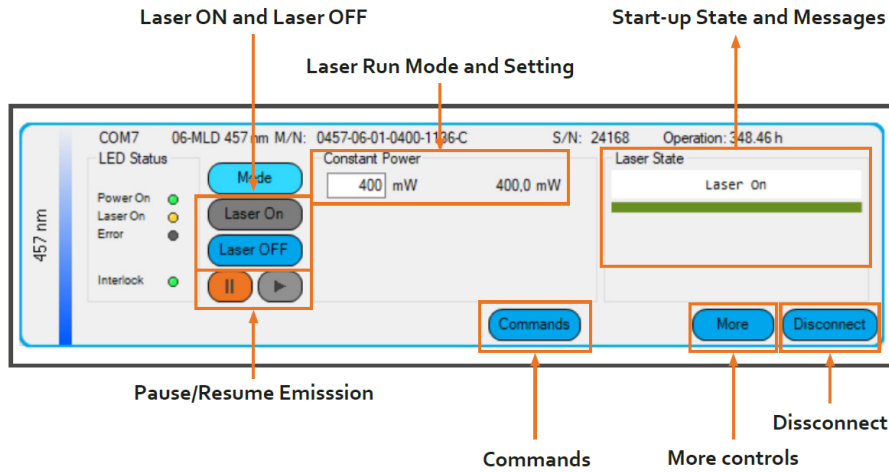 Laser ON and Laser OFF
Start-up State and Messages
Laser Run Mode and Setting
COM7 06-MLD 457 nm M/N: 0457-06-01-0400-1136-C S/N: 24168 Operation: 348.46 h
LED Status
Constant Power
Laser State
Mode
400 mW 400,0 mW
Laser On
Power On
Laser On
Error
Laser On
Laser OFF
457 nm
Interlock
Commands
More
Disconnect
Pause/Resume Emisssion
Dissconnect
Commands
More controls